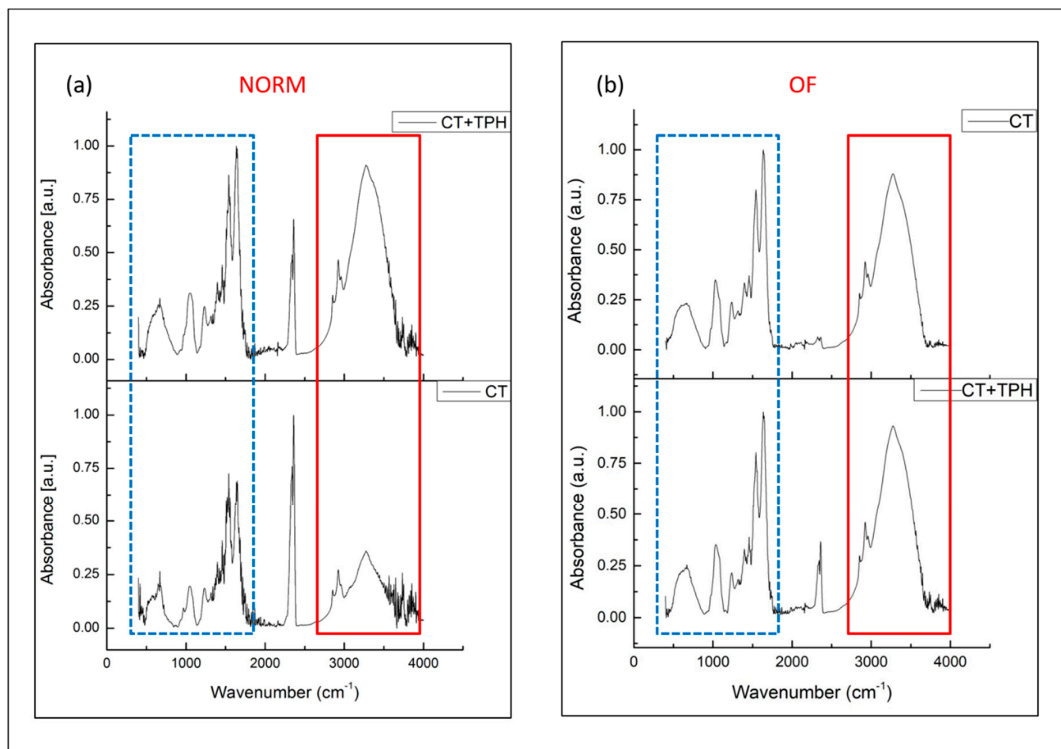 (a) NORM
CT+TPH
1.00
0.75
0.50
0.25
0.00
Absorbance [a.u.]
CT
1.00
0.75
0.50
0.25
0.00
Absorbance [a.u.]
0 1000 2000 3000 4000
Wavenumber (cm⁻¹)
(b) OF
CT
1.00
0.75
0.50
0.25
0.00
Absorbance (a.u.)
CT+TPH
1.00
0.75
0.50
0.25
0.00
Absorbance (a.u.)
0 1000 2000 3000 4000
Wavenumber (cm⁻¹)